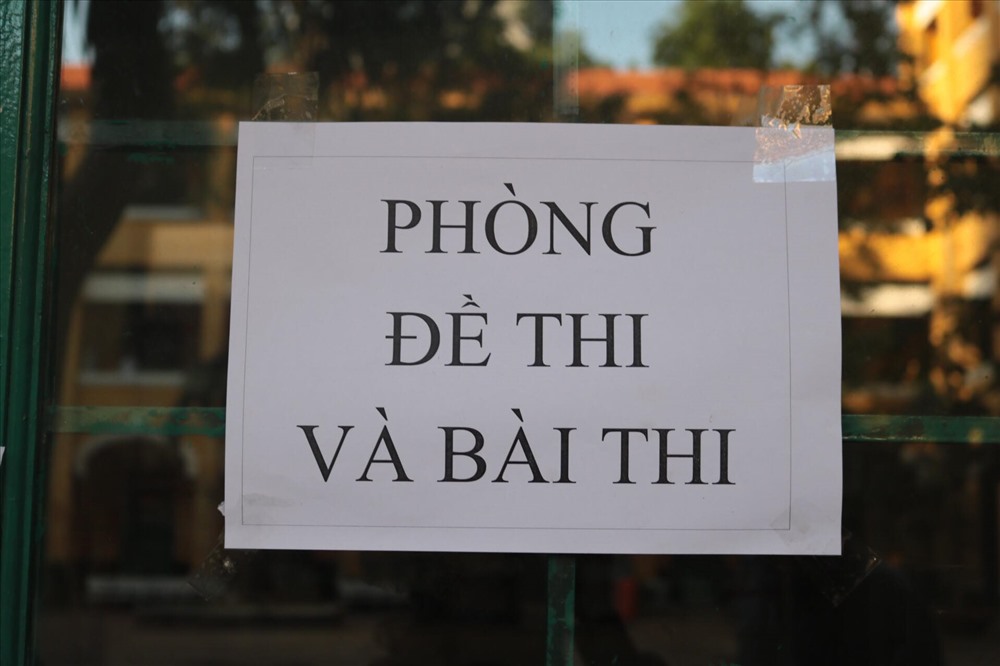 PHÒNG
ĐỀ THI
VÀ BÀI THI